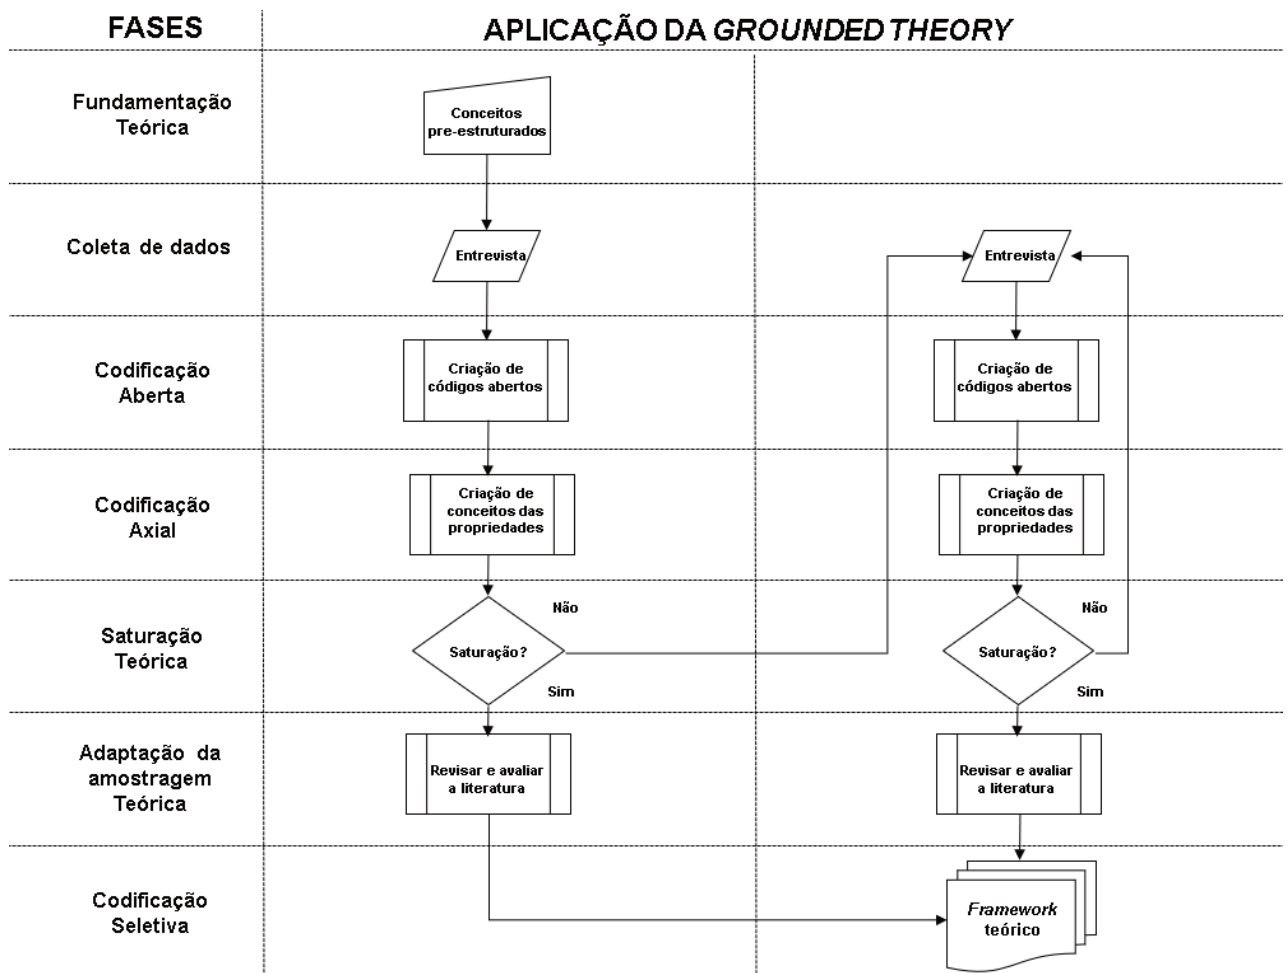 FASES
APLICAÇÃO DA GROUNDED THEORY
Fundamentação
Teórica
Conceitos
pre-estruturados
Coleta de dados
Entrevista
Entrevista
Codificação
Aberta
Criação de
códigos abertos
Criação de
códigos abertos
Codificação
Axial
Criação de
conceitos das
propriedades
Criação de
conceitos das
propriedades
Saturação
Teórica
Não
Saturação?
Sim
Não
Saturação?
Sim
Adaptação da
amostragem
Teórica
Revisar e avaliar
a literatura
Revisar e avaliar
a literatura
Codificação
Seletiva
Framework
teórico